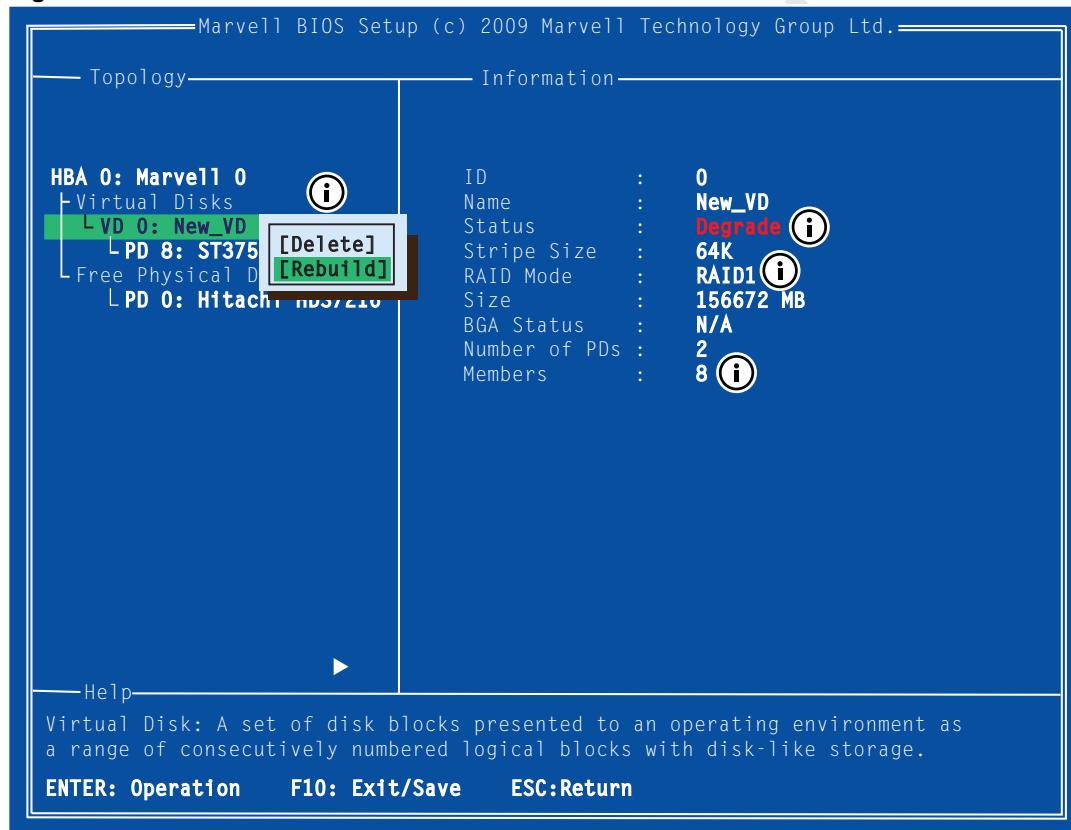 Marvell BIOS Setup (c) 2009 Marvell Technology Group Ltd.
Topology
Information
HBA 0: Marvell 0
Virtual Disks
VD 0: New_VD
PD 8: ST375
Free Physical D
PD 0: Hitachi HDS7216
[Delete]
[Rebuild]
ID : 0
Name : New_VD
Status : Degrade
Stripe Size : 64K
RAID Mode : RAID1
Size : 156672 MB
BGA Status : N/A
Number of PDs : 2
Members : 8
Help
Virtual Disk: A set of disk blocks presented to an operating environment as
a range of consecutively numbered logical blocks with disk-like storage.
ENTER: Operation F10: Exit/Save ESC:Return